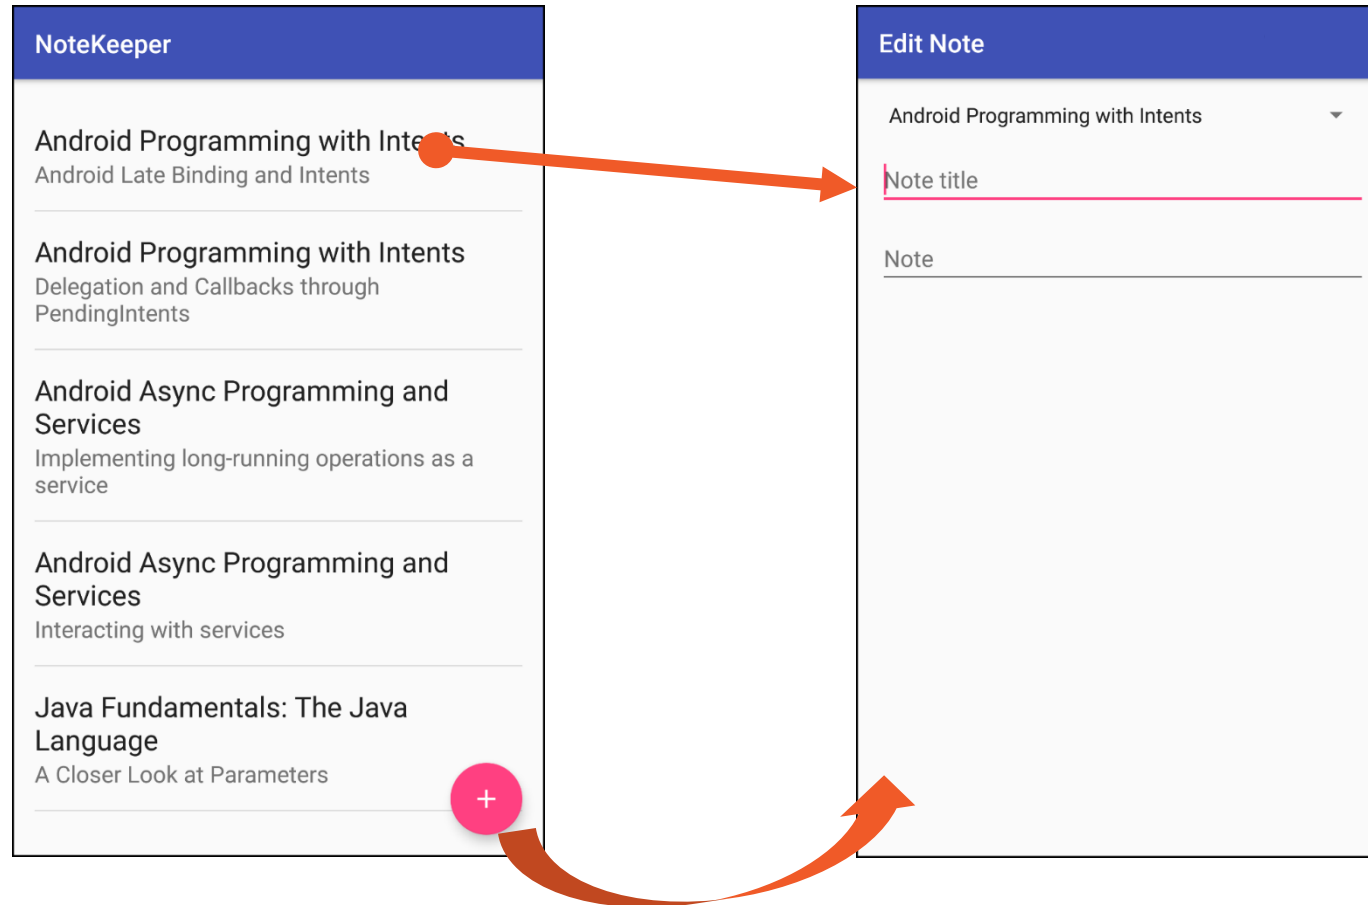 NoteKeeper
Android Programming with Intents
Android Late Binding and Intents
Android Programming with Intents
Delegation and Callbacks through
PendingIntents
Android Async Programming and
Services
Implementing long-running operations as a
service
Android Async Programming and
Services
Interacting with services
Java Fundamentals: The Java
Language
A Closer Look at Parameters
+
Edit Note
Android Programming with Intents
Note title
Note